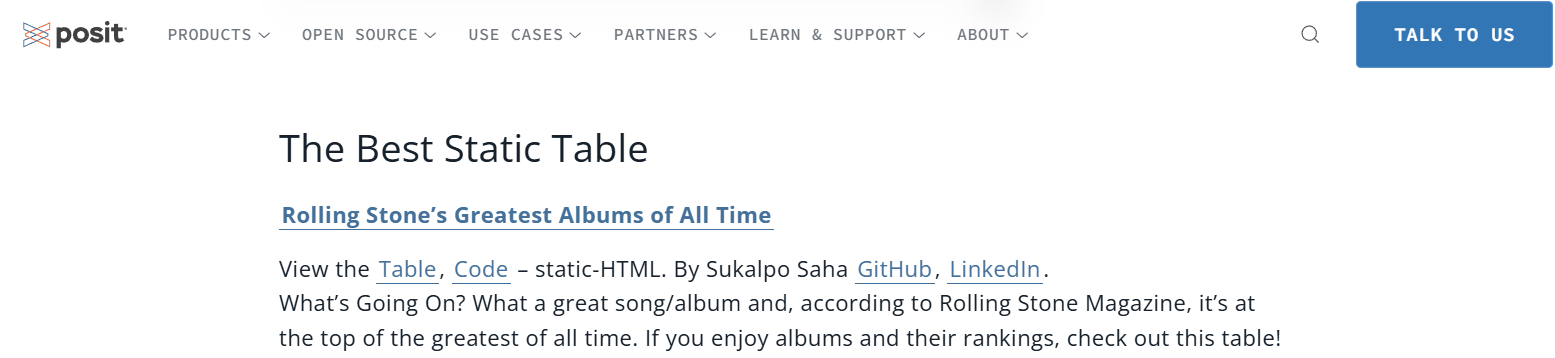 posit
PRODUCTS OPEN SOURCE USE CASES PARTNERS LEARN & SUPPORT ABOUT TALK TO US
The Best Static Table
Rolling Stone’s Greatest Albums of All Time
View the Table, Code – static-HTML. By Sukalpo Saha GitHub, LinkedIn.
What’s Going On? What a great song/album and, according to Rolling Stone Magazine, it’s at
the top of the greatest of all time. If you enjoy albums and their rankings, check out this table!